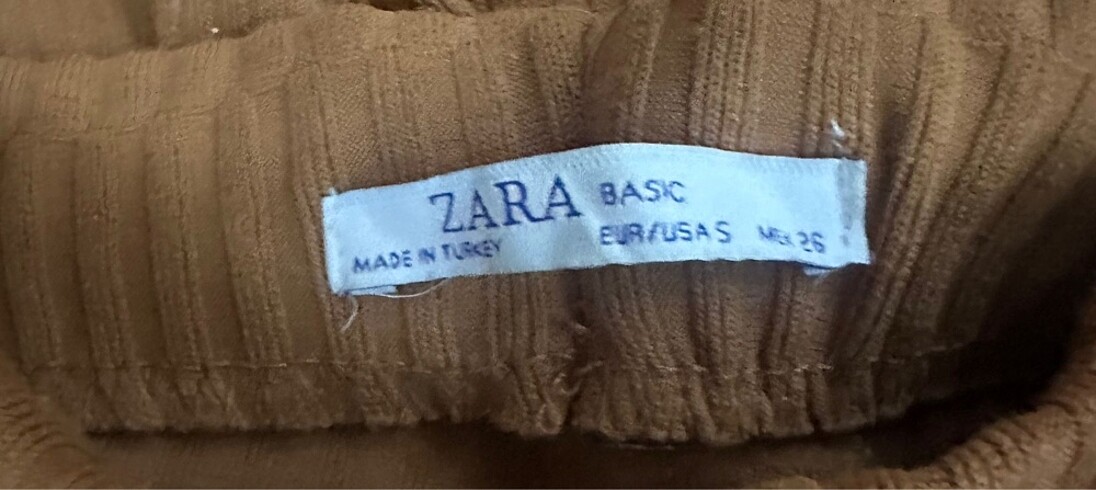 ZARA BASIC
MADE IN TURKEY EUR/USA S MEX 26